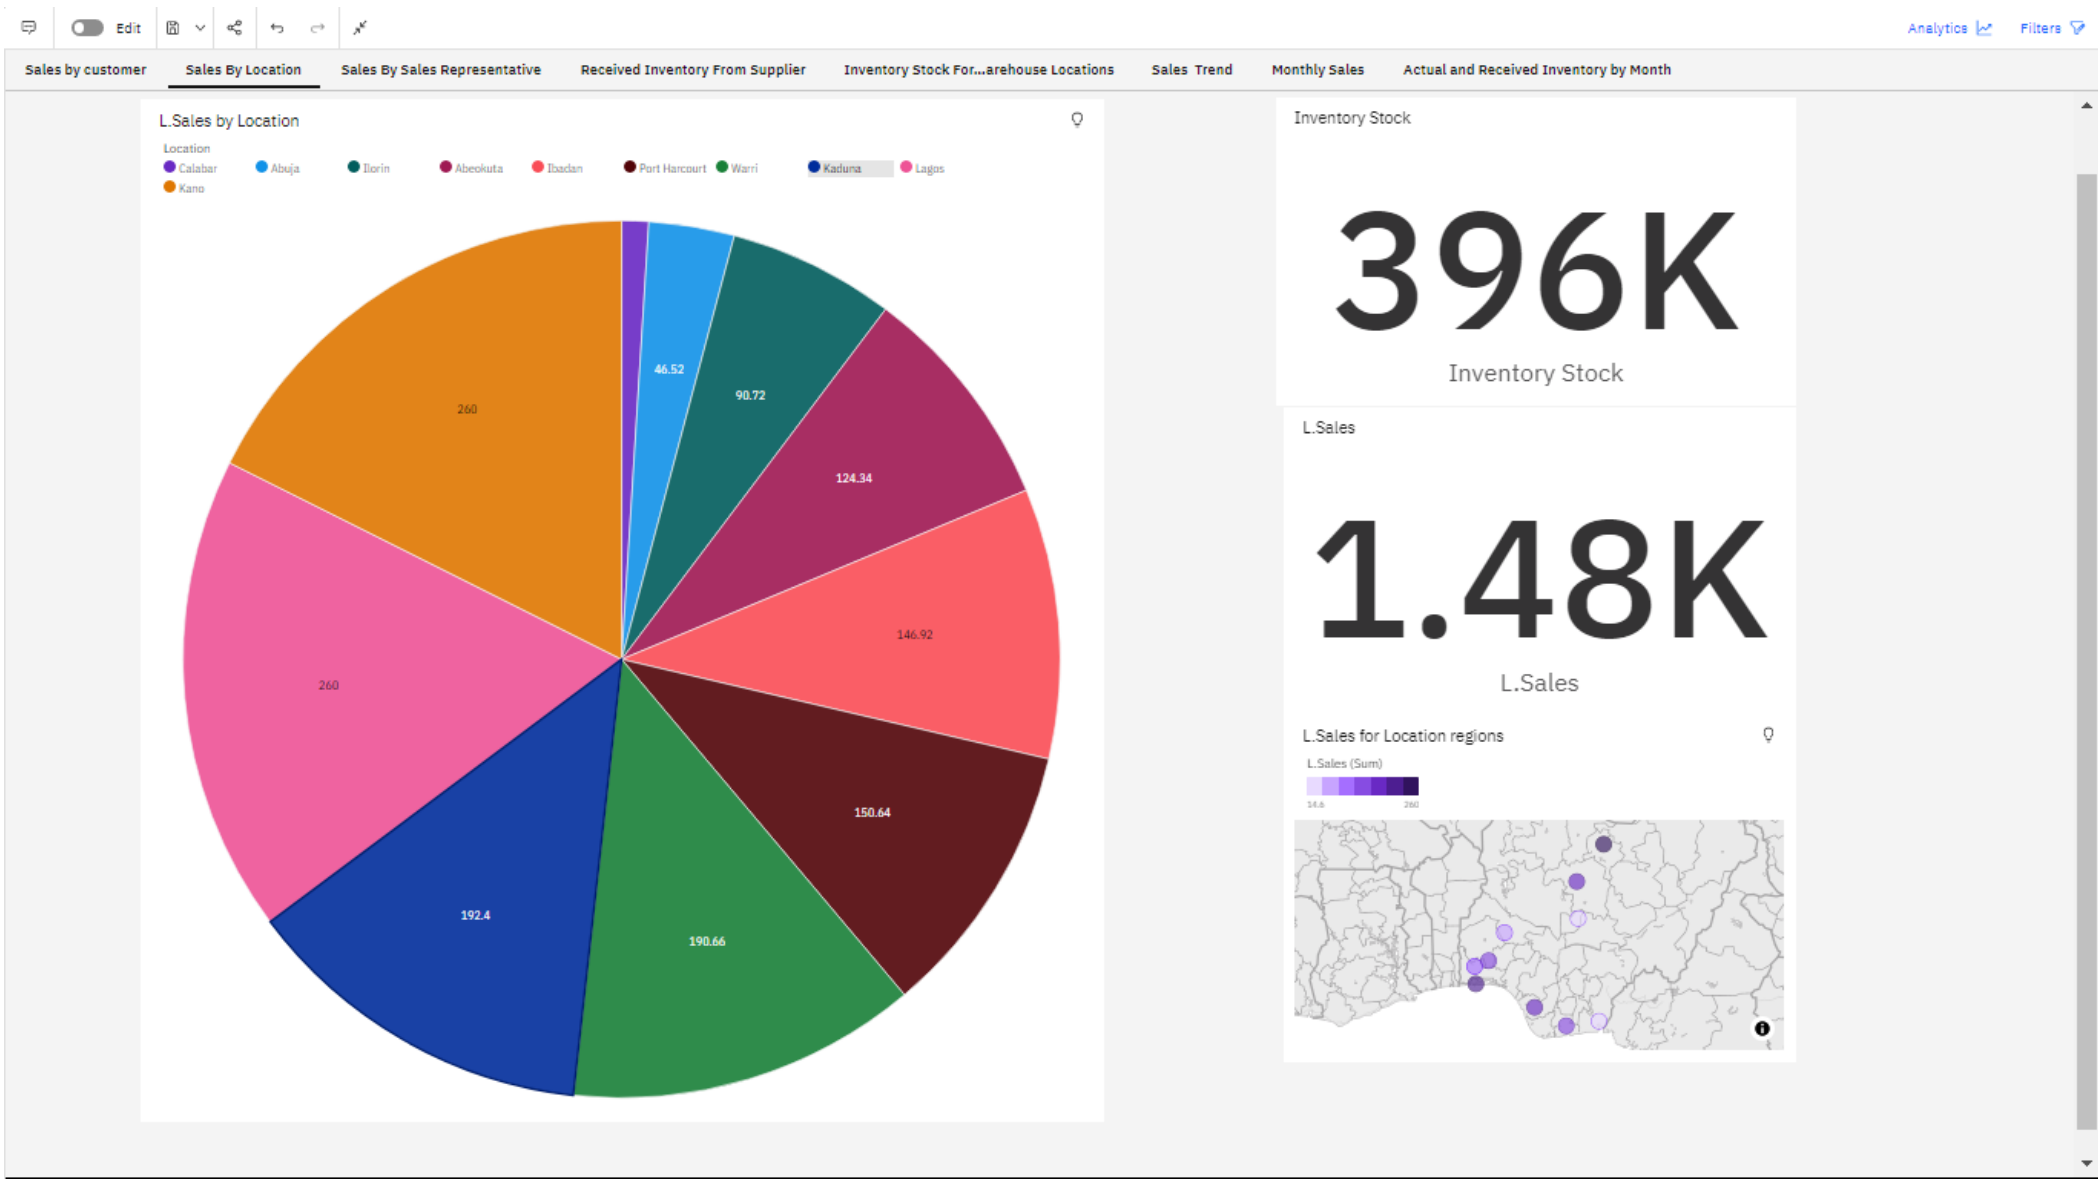 Edit
Analytics
Filters
Sales by customer
Sales By Location
Sales By Sales Representative
Received Inventory From Supplier
Inventory Stock For...arehouse Locations
Sales Trend
Monthly Sales
Actual and Received Inventory by Month
L.Sales by Location
Location
Calabar Abuja Ilorin Abeokuta Ibadan Port Harcourt Warri Kaduna Lagos
Kano
46.52
90.72
260
124.34
146.92
260
150.64
192.4
190.66
Inventory Stock
396K
Inventory Stock
L.Sales
1.48K
L.Sales
L.Sales for Location regions
L.Sales (Sum)
14.6 260